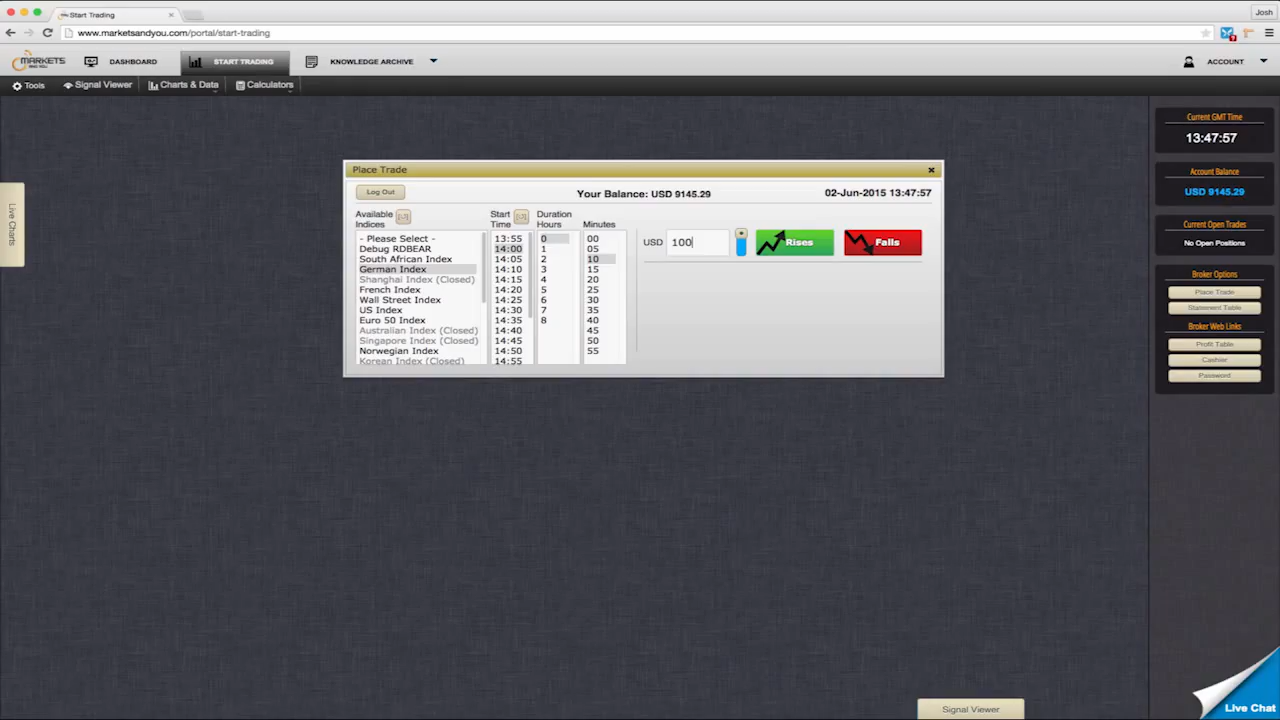 Start Trading
Josh
www.marketsandyou.com/portal/start-trading
MARKETS
AND YOU
DASHBOARD
START TRADING
KNOWLEDGE ARCHIVE
ACCOUNT
Tools
Signal Viewer
Charts & Data
Calculators
Live Charts
Place Trade
Log Out
Your Balance: USD 9145.29
02-Jun-2015 13:47:57
Available
Indices
Start
Time
Duration
Hours
Minutes
- Please Select -
Debug RDBEAR
South African Index
German Index
Shanghai Index (Closed)
French Index
Wall Street Index
US Index
Euro 50 Index
Australian Index (Closed)
Singapore Index (Closed)
Norwegian Index
Korean Index (Closed)
13:55
14:00
14:05
14:10
14:15
14:20
14:25
14:30
14:35
14:40
14:45
14:50
14:55
0
1
2
3
4
5
6
7
8
00
05
10
15
20
25
30
35
40
45
50
55
USD 100
Rises
Falls
Current GMT Time
13:47:57
Account Balance
USD 9145.29
Current Open Trades
No Open Positions
Broker Options
Place Trade
Statement Table
Broker Web Links
Profit Table
Cashier
Password
Signal Viewer
Live Chat